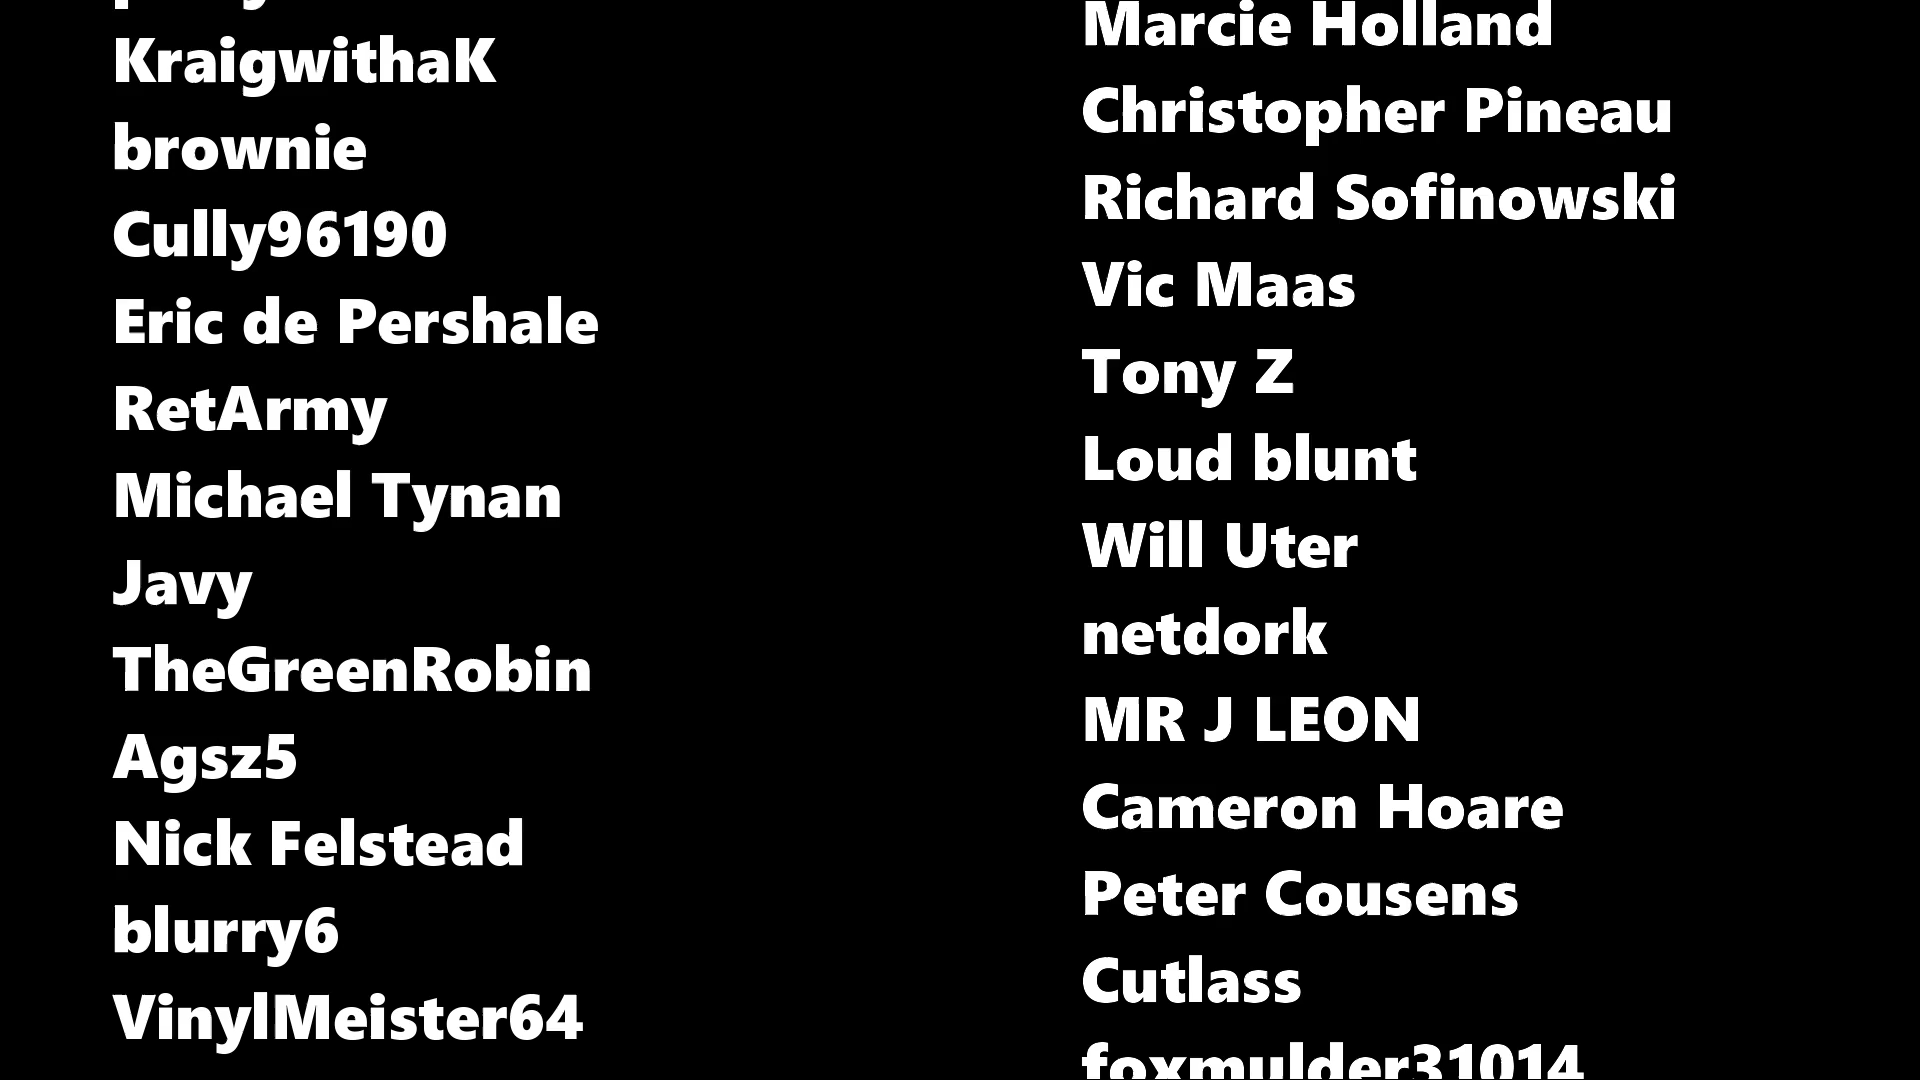 KraigwithaK
brownie
Cully96190
Eric de Pershale
RetArmy
Michael Tynan
Javy
TheGreenRobin
Agsz5
Nick Felstead
blurry6
VinylMeister64
Marcie Holland
Christopher Pineau
Richard Sofinowski
Vic Maas
Tony Z
Loud blunt
Will Uter
netdork
MR J LEON
Cameron Hoare
Peter Cousens
Cutlass
foxmulder31014